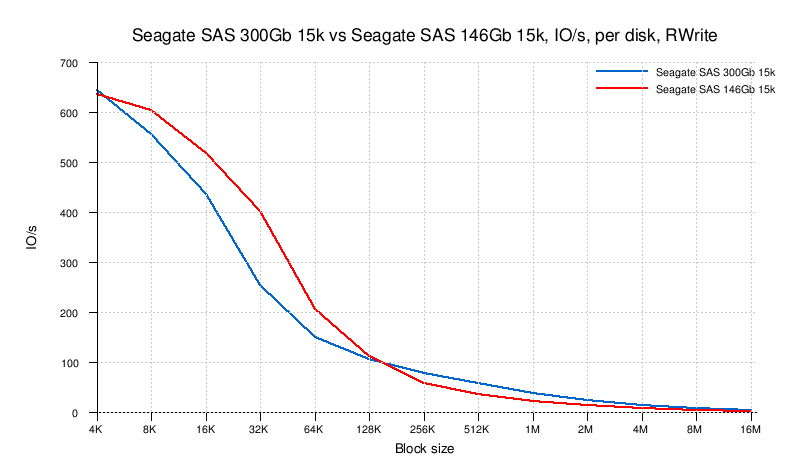 Seagate SAS 300Gb 15k vs Seagate SAS 146Gb 15k, IO/s, per disk, RWrite
700
Seagate SAS 300Gb 15k
Seagate SAS 146Gb 15k
600
500
400
IO/s
300
200
100
0
4K 8K 16K 32K 64K 128K 256K 512K 1M 2M 4M 8M 16M
Block size